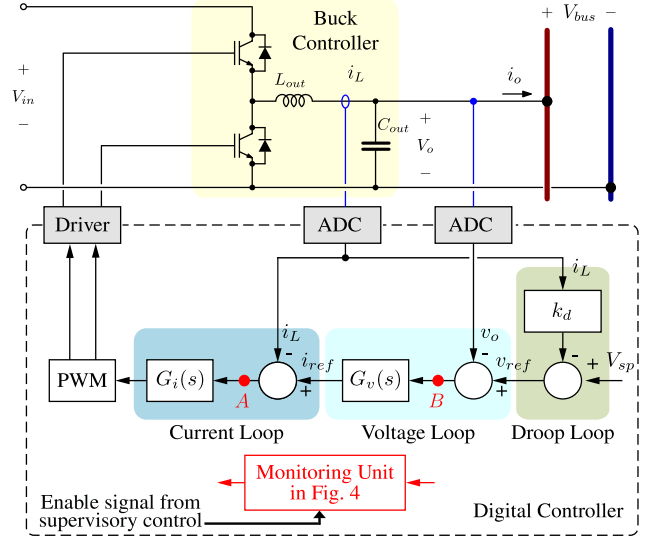 + V_bus −
Buck
Controller
+
V_in
−
L_out
i_L
i_o
C_out
+
V_o
−
Driver
ADC
ADC
i_L
k_d
i_L
v_o
-
-
-
i_ref
v_ref
+
V_sp
PWM
G_i(s)
G_v(s)
A
B
+
+
Current Loop
Voltage Loop
Droop Loop
Monitoring Unit
in Fig. 4
Enable signal from
supervisory control
Digital Controller